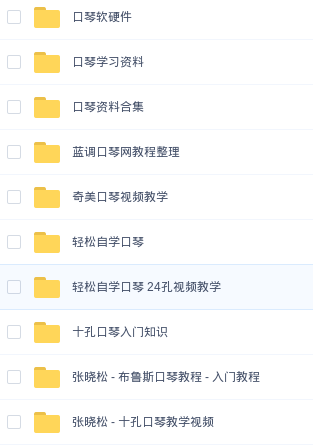 口琴软硬件
口琴学习资料
口琴资料合集
蓝调口琴网教程整理
奇美口琴视频教学
轻松自学口琴
轻松自学口琴 24孔视频教学
十孔口琴入门知识
张晓松 - 布鲁斯口琴教程 - 入门教程
张晓松 - 十孔口琴教学视频